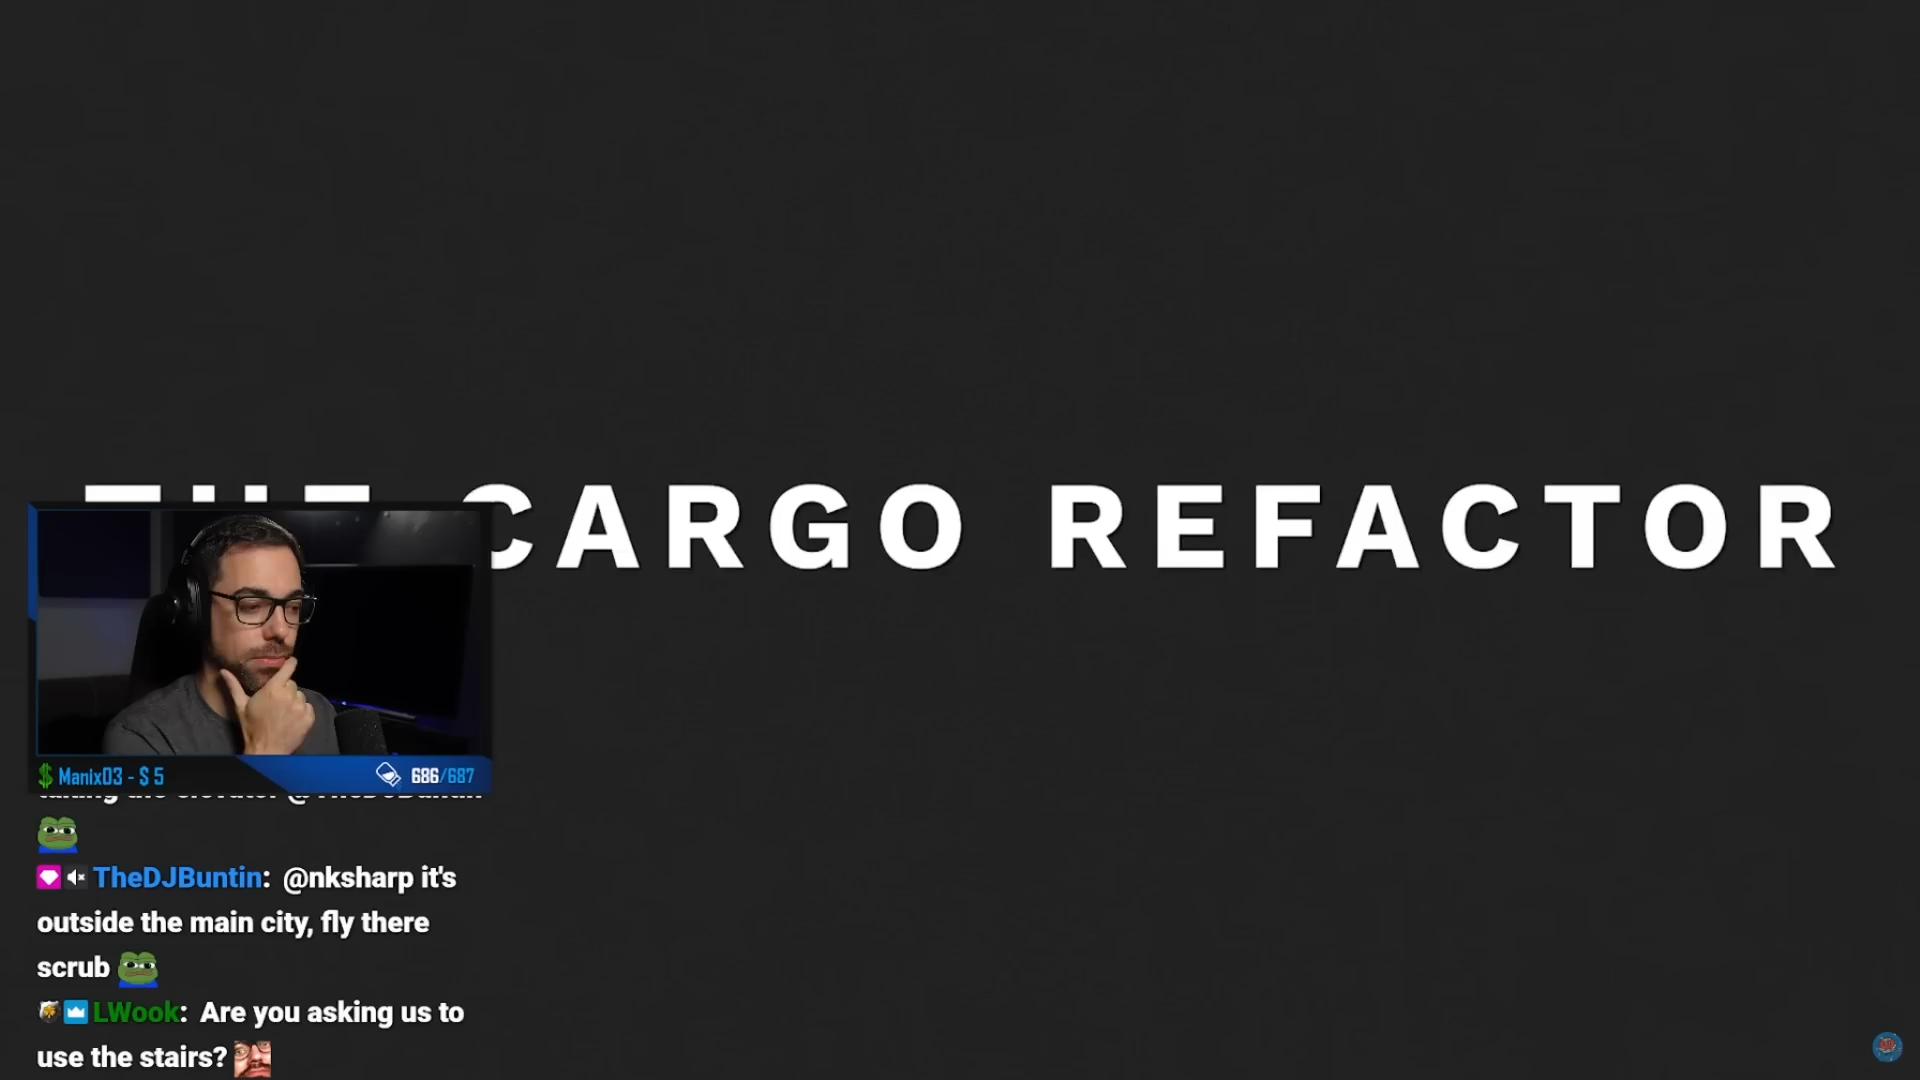 CARGO REFACTOR
$ Manix03 - $ 5
686/687
TheDJBuntin: @nksharp it's
outside the main city, fly there
scrub
LWook: Are you asking us to
use the stairs?